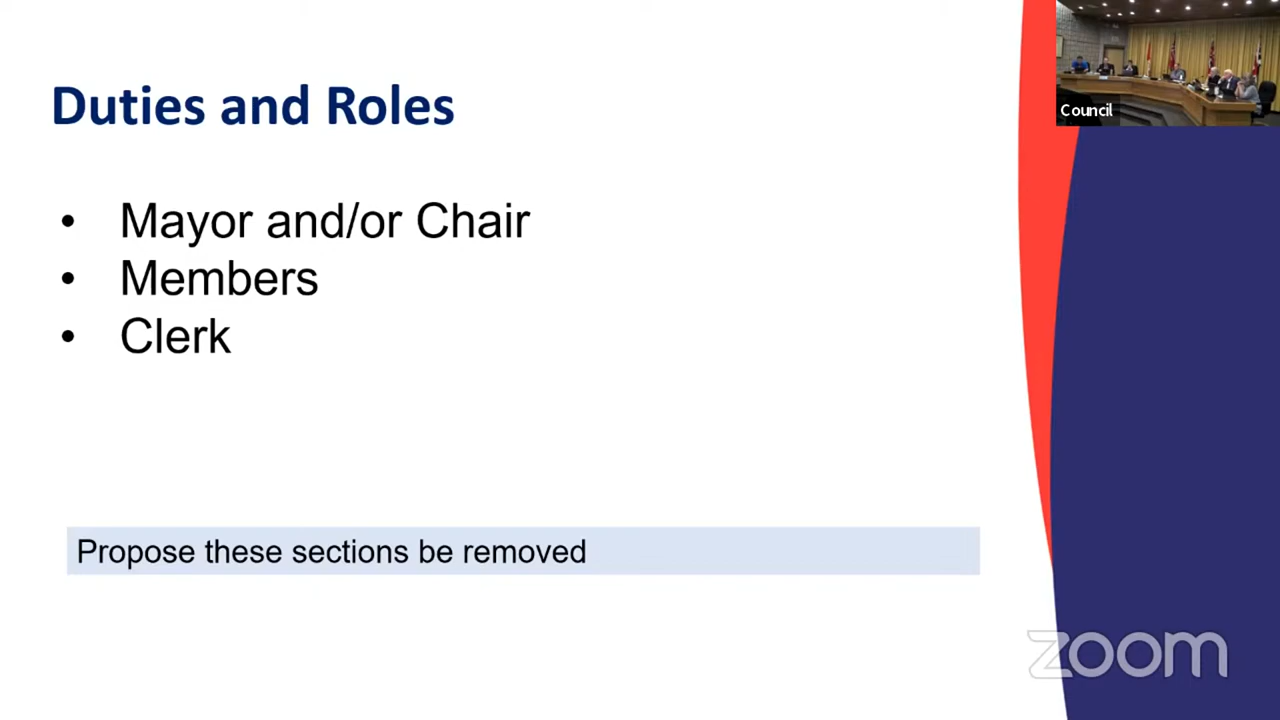 Duties and Roles
• Mayor and/or Chair
• Members
• Clerk
Propose these sections be removed
Council
zoom